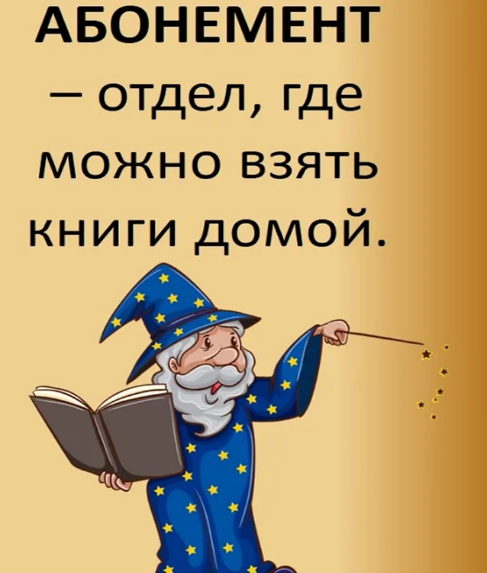 АБОНЕМЕНТ
– отдел, где
можно взять
книги домой.